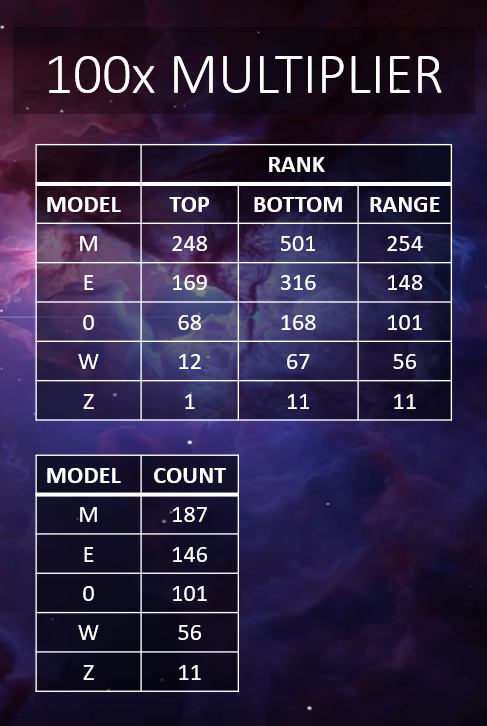 100x MULTIPLIER
RANK
MODEL TOP BOTTOM RANGE
M 248 501 254
E 169 316 148
0 68 168 101
W 12 67 56
Z 1 11 11
MODEL COUNT
M 187
E 146
0 101
W 56
Z 11